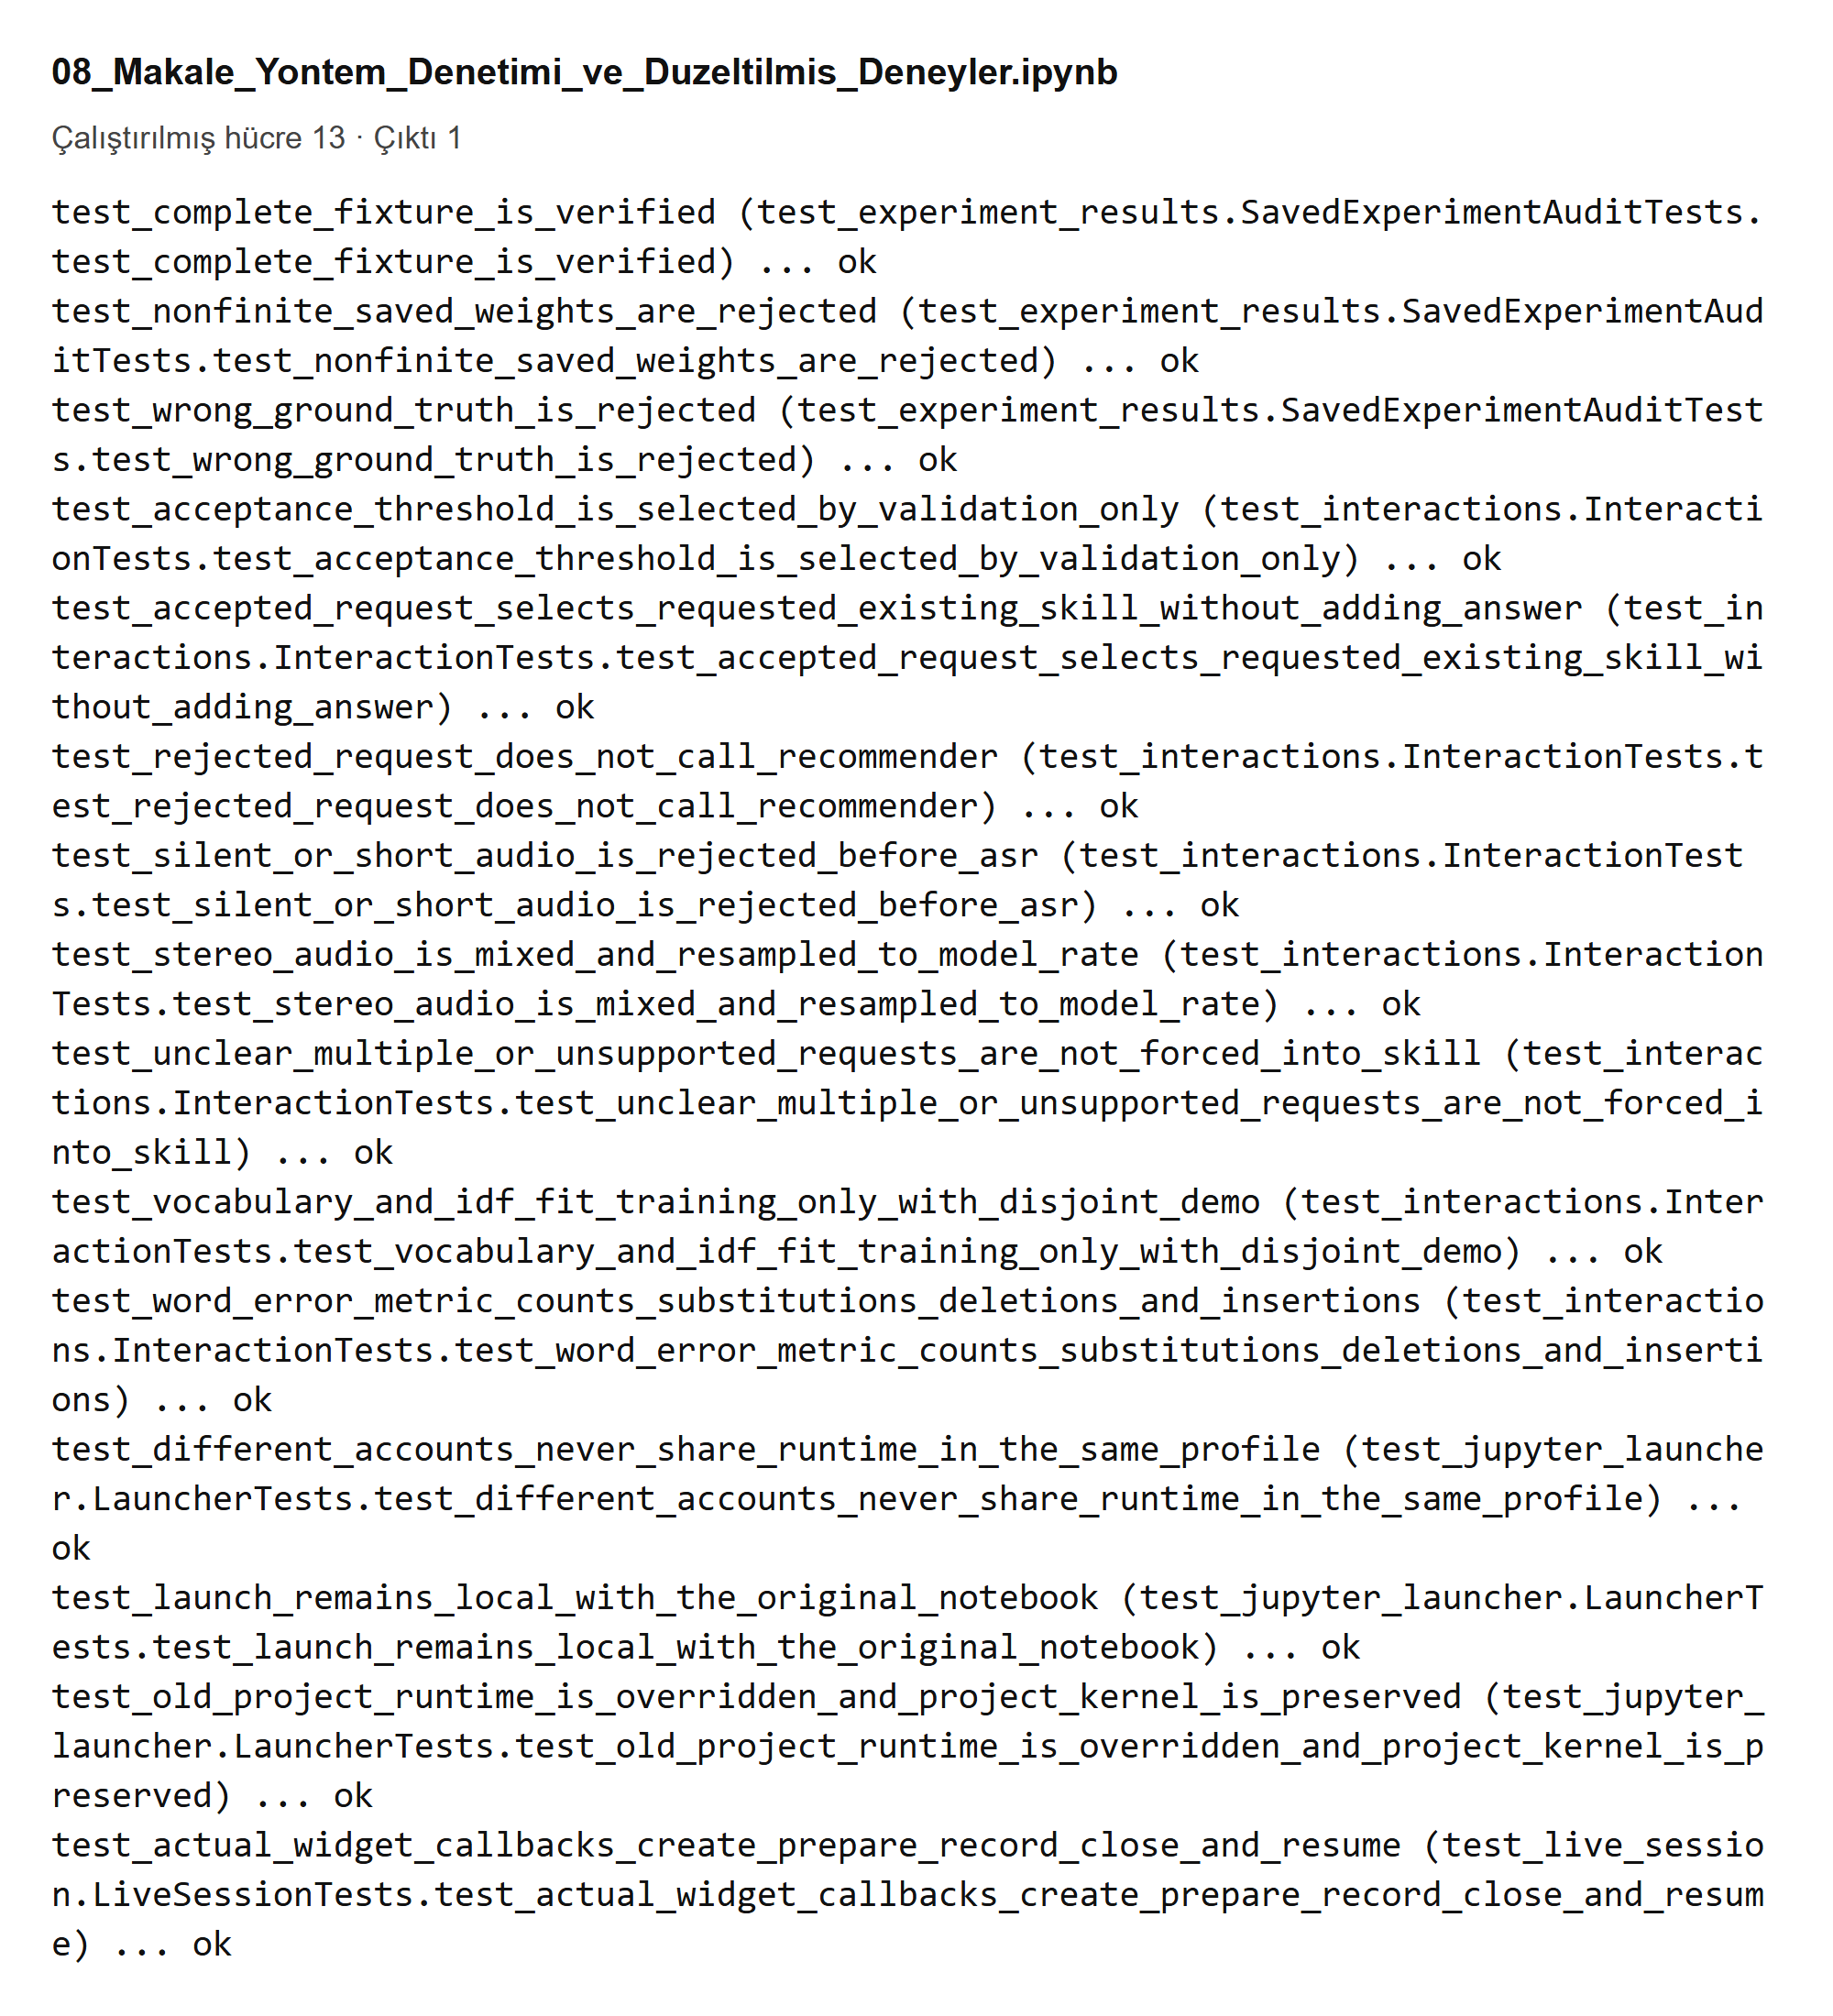 08_Makale_Yontem_Denetimi_ve_Duzeltilmis_Deneyler.ipynb
Çalıştırılmış hücre 13 · Çıktı 1
test_complete_fixture_is_verified (test_experiment_results.SavedExperimentAuditTests.
test_complete_fixture_is_verified) ... ok
test_nonfinite_saved_weights_are_rejected (test_experiment_results.SavedExperimentAud
itTests.test_nonfinite_saved_weights_are_rejected) ... ok
test_wrong_ground_truth_is_rejected (test_experiment_results.SavedExperimentAuditTest
s.test_wrong_ground_truth_is_rejected) ... ok
test_acceptance_threshold_is_selected_by_validation_only (test_interactions.Interacti
onTests.test_acceptance_threshold_is_selected_by_validation_only) ... ok
test_accepted_request_selects_requested_existing_skill_without_adding_answer (test_in
teractions.InteractionTests.test_accepted_request_selects_requested_existing_skill_wi
thout_adding_answer) ... ok
test_rejected_request_does_not_call_recommender (test_interactions.InteractionTests.t
est_rejected_request_does_not_call_recommender) ... ok
test_silent_or_short_audio_is_rejected_before_asr (test_interactions.InteractionTest
s.test_silent_or_short_audio_is_rejected_before_asr) ... ok
test_stereo_audio_is_mixed_and_resampled_to_model_rate (test_interactions.Interaction
Tests.test_stereo_audio_is_mixed_and_resampled_to_model_rate) ... ok
test_unclear_multiple_or_unsupported_requests_are_not_forced_into_skill (test_interac
tions.InteractionTests.test_unclear_multiple_or_unsupported_requests_are_not_forced_i
nto_skill) ... ok
test_vocabulary_and_idf_fit_training_only_with_disjoint_demo (test_interactions.Inter
actionTests.test_vocabulary_and_idf_fit_training_only_with_disjoint_demo) ... ok
test_word_error_metric_counts_substitutions_deletions_and_insertions (test_interactio
ns.InteractionTests.test_word_error_metric_counts_substitutions_deletions_and_inserti
ons) ... ok
test_different_accounts_never_share_runtime_in_the_same_profile (test_jupyter_launche
r.LauncherTests.test_different_accounts_never_share_runtime_in_the_same_profile) ...
ok
test_launch_remains_local_with_the_original_notebook (test_jupyter_launcher.LauncherT
ests.test_launch_remains_local_with_the_original_notebook) ... ok
test_old_project_runtime_is_overridden_and_project_kernel_is_preserved (test_jupyter_
launcher.LauncherTests.test_old_project_runtime_is_overridden_and_project_kernel_is_p
reserved) ... ok
test_actual_widget_callbacks_create_prepare_record_close_and_resume (test_live_sessio
n.LiveSessionTests.test_actual_widget_callbacks_create_prepare_record_close_and_resum
e) ... ok